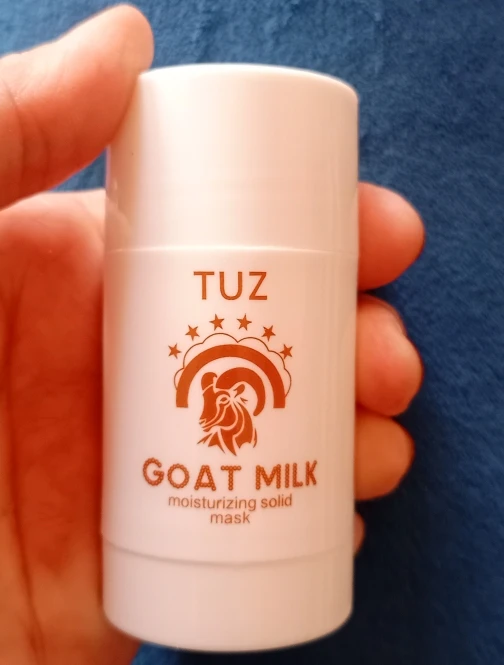 TUZ
GOAT MILK
moisturizing solid
mask